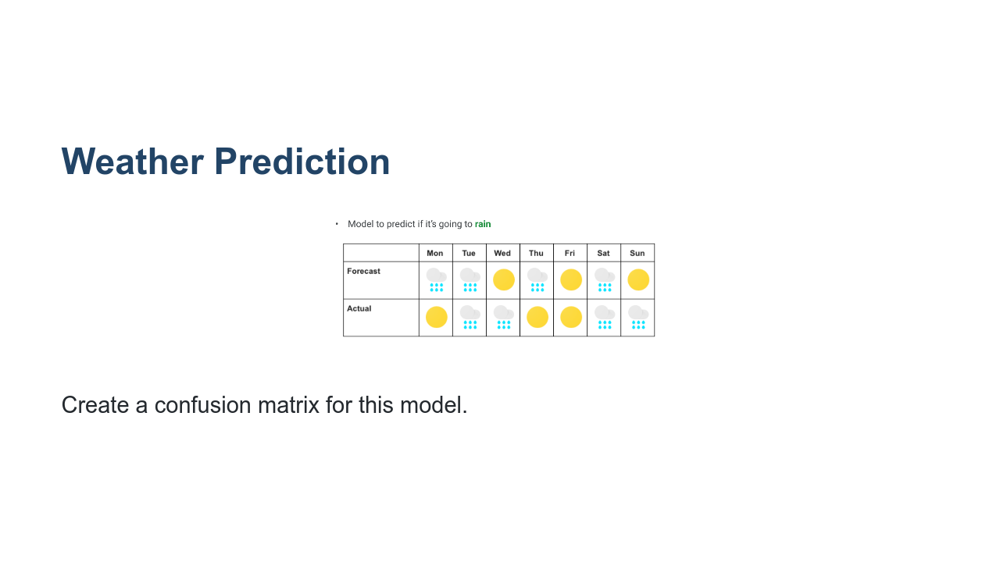 Weather Prediction
• Model to predict if it's going to rain
Mon Tue Wed Thu Fri Sat Sun
Forecast
Actual
Create a confusion matrix for this model.